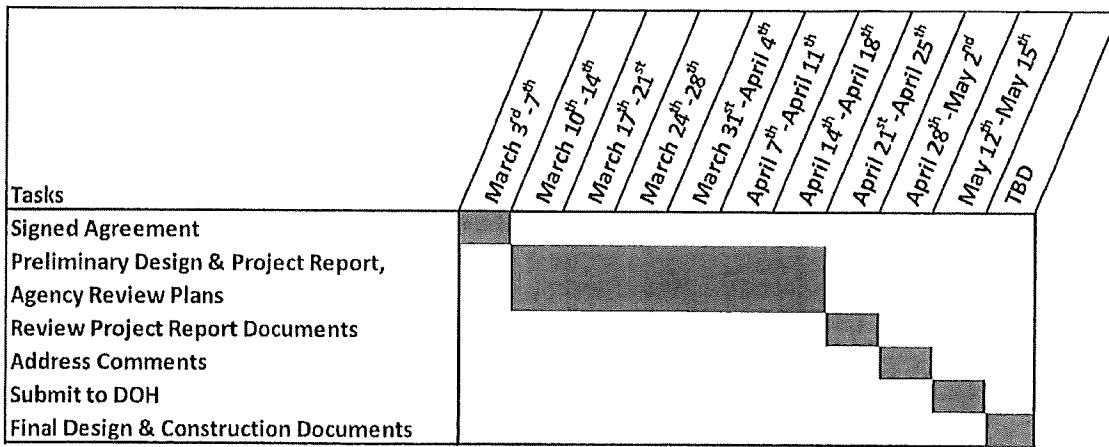 March 3rd-7th
March 10th-14th
March 17th-21st
March 24th-28th
March 31st-April 4th
April 7th-April 11th
April 14th-April 18th
April 21st-April 25th
April 28th-May 2nd
May 12th-May 15th
TBD
Tasks
Signed Agreement
Preliminary Design & Project Report,
Agency Review Plans
Review Project Report Documents
Address Comments
Submit to DOH
Final Design & Construction Documents